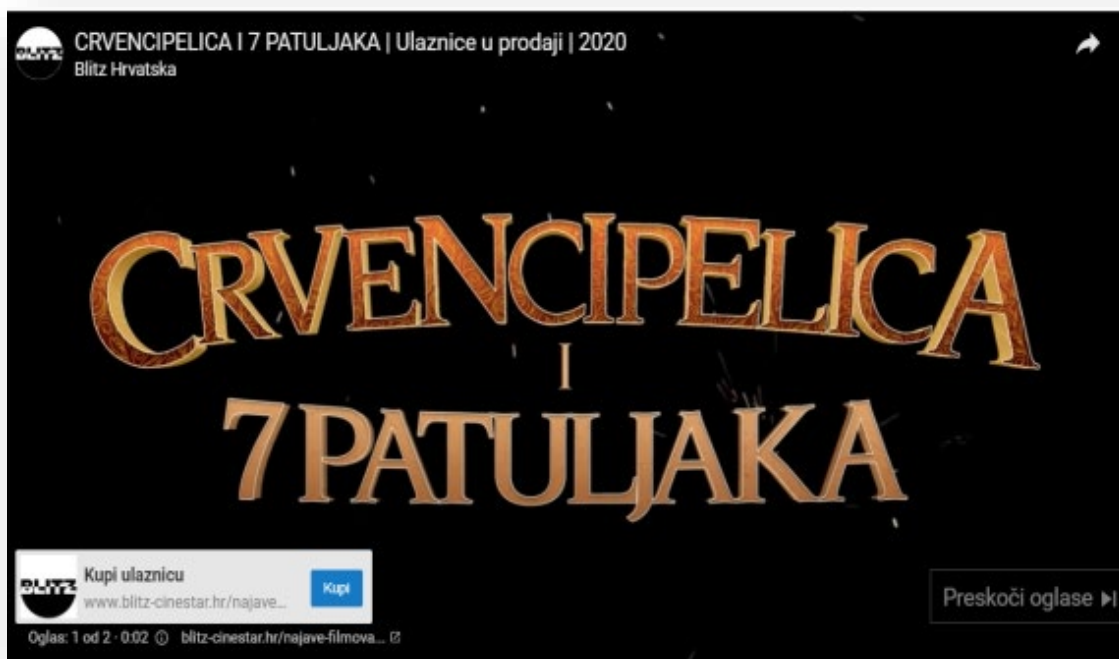 BLITZ
CRVENCIPELICA I 7 PATULJAKA | Ulaznice u prodaji | 2020
Blitz Hrvatska
CRVENCIPELICA
I
7 PATULJAKA
BLITZ
Kupi ulaznicu
www.blitz-cinestar.hr/najave...
Kupi
Preskoči oglase
Oglas: 1 od 2 · 0:02 blitz-cinestar.hr/najave-filmova...